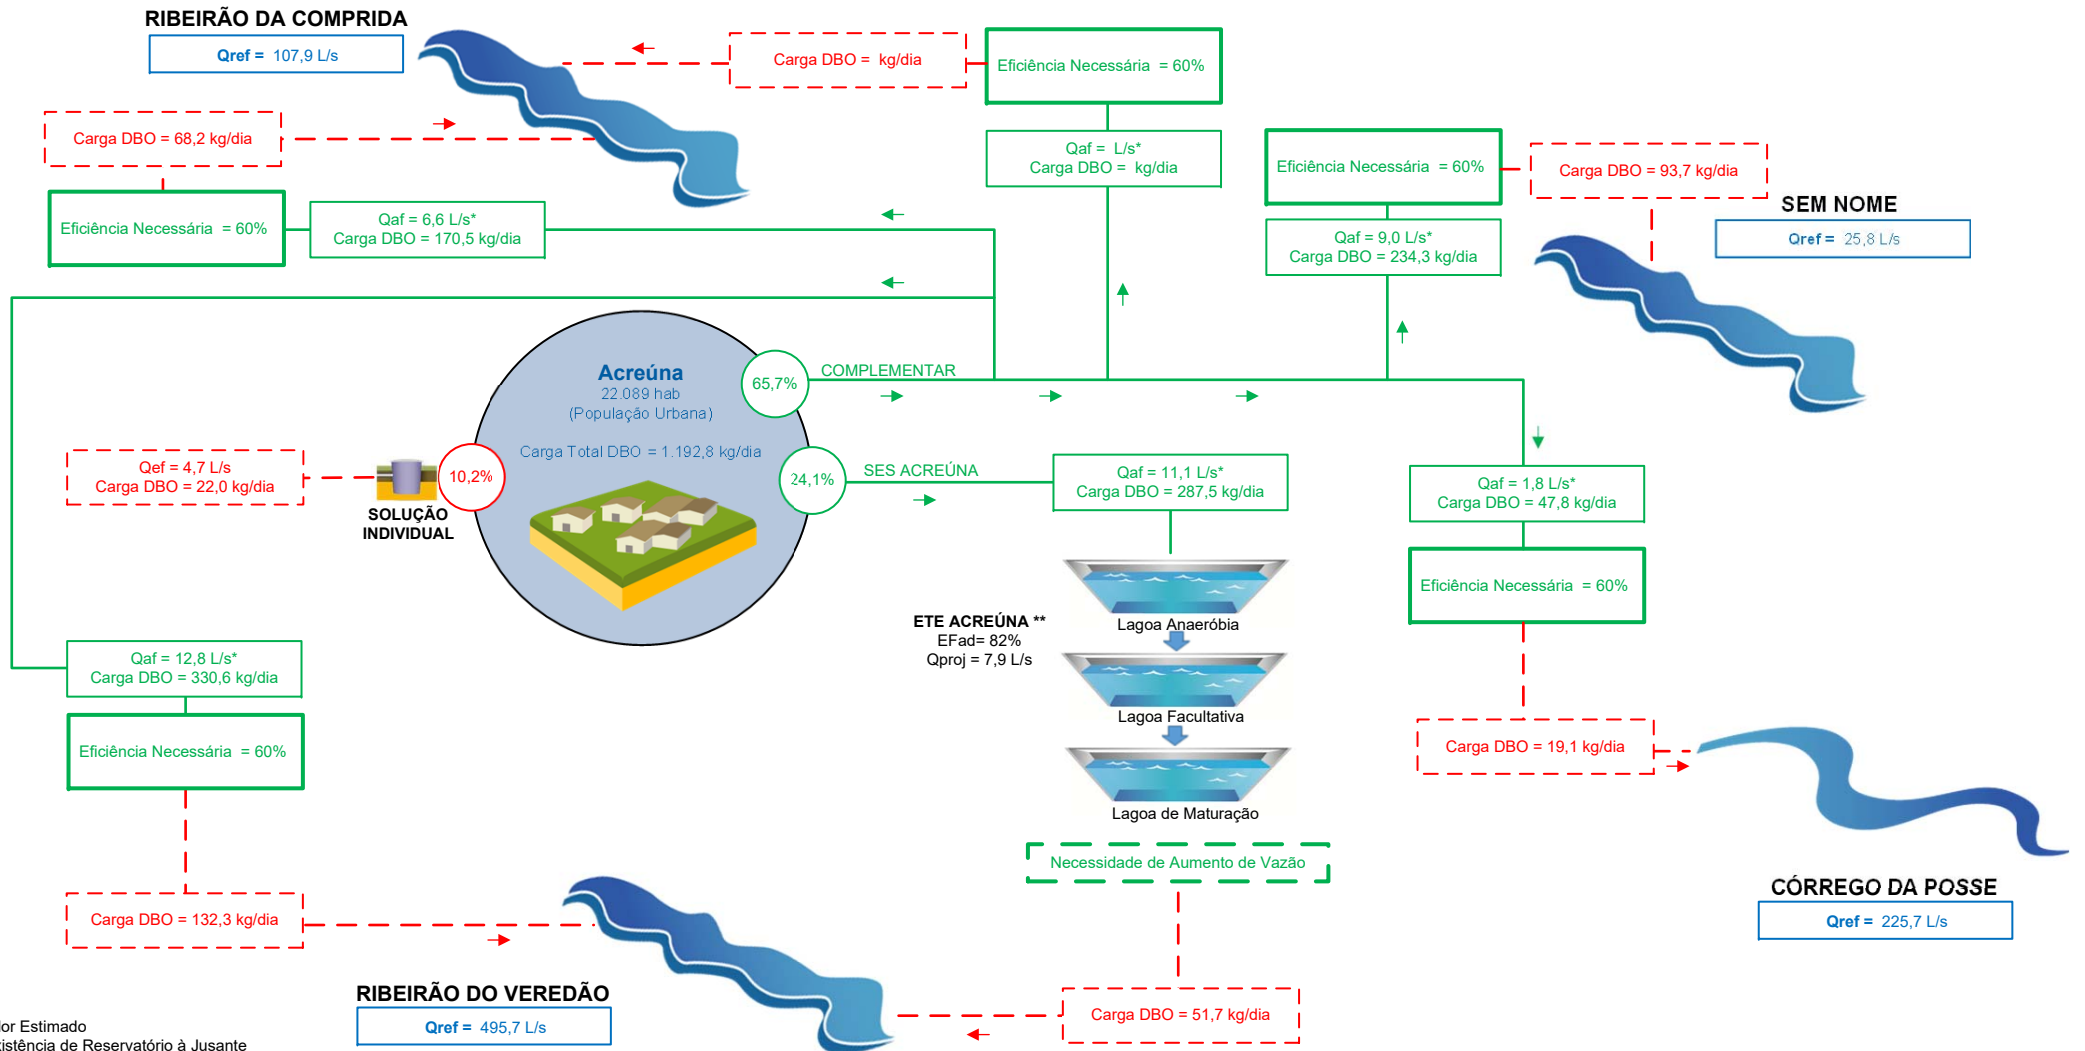 RIBEIRÃO DA COMPRIDA
Qref = 107,9 L/s
Carga DBO = kg/dia
Eficiência Necessária = 60%
Carga DBO = 68,2 kg/dia
Qaf = L/s*
Carga DBO = kg/dia
Eficiência Necessária = 60%
Carga DBO = 93,7 kg/dia
SEM NOME
Qref = 25,8 L/s
Eficiência Necessária = 60%
Qaf = 6,6 L/s*
Carga DBO = 170,5 kg/dia
Qaf = 9,0 L/s*
Carga DBO = 234,3 kg/dia
Acreúna
22.089 hab
(População Urbana)
Carga Total DBO = 1.192,8 kg/dia
65,7%
COMPLEMENTAR
24,1%
SES ACREÚNA
10,2%
Qef = 4,7 L/s
Carga DBO = 22,0 kg/dia
SOLUÇÃO
INDIVIDUAL
Qaf = 11,1 L/s*
Carga DBO = 287,5 kg/dia
Qaf = 1,8 L/s*
Carga DBO = 47,8 kg/dia
Eficiência Necessária = 60%
ETE ACREÚNA **
EFad= 82%
Qproj = 7,9 L/s
Lagoa Anaeróbia
Lagoa Facultativa
Lagoa de Maturação
Qaf = 12,8 L/s*
Carga DBO = 330,6 kg/dia
Eficiência Necessária = 60%
Carga DBO = 19,1 kg/dia
Necessidade de Aumento de Vazão
CÓRREGO DA POSSE
Qref = 225,7 L/s
Carga DBO = 132,3 kg/dia
RIBEIRÃO DO VEREDÃO
Qref = 495,7 L/s
Carga DBO = 51,7 kg/dia
lor Estimado
xistência de Reservatório à Jusante